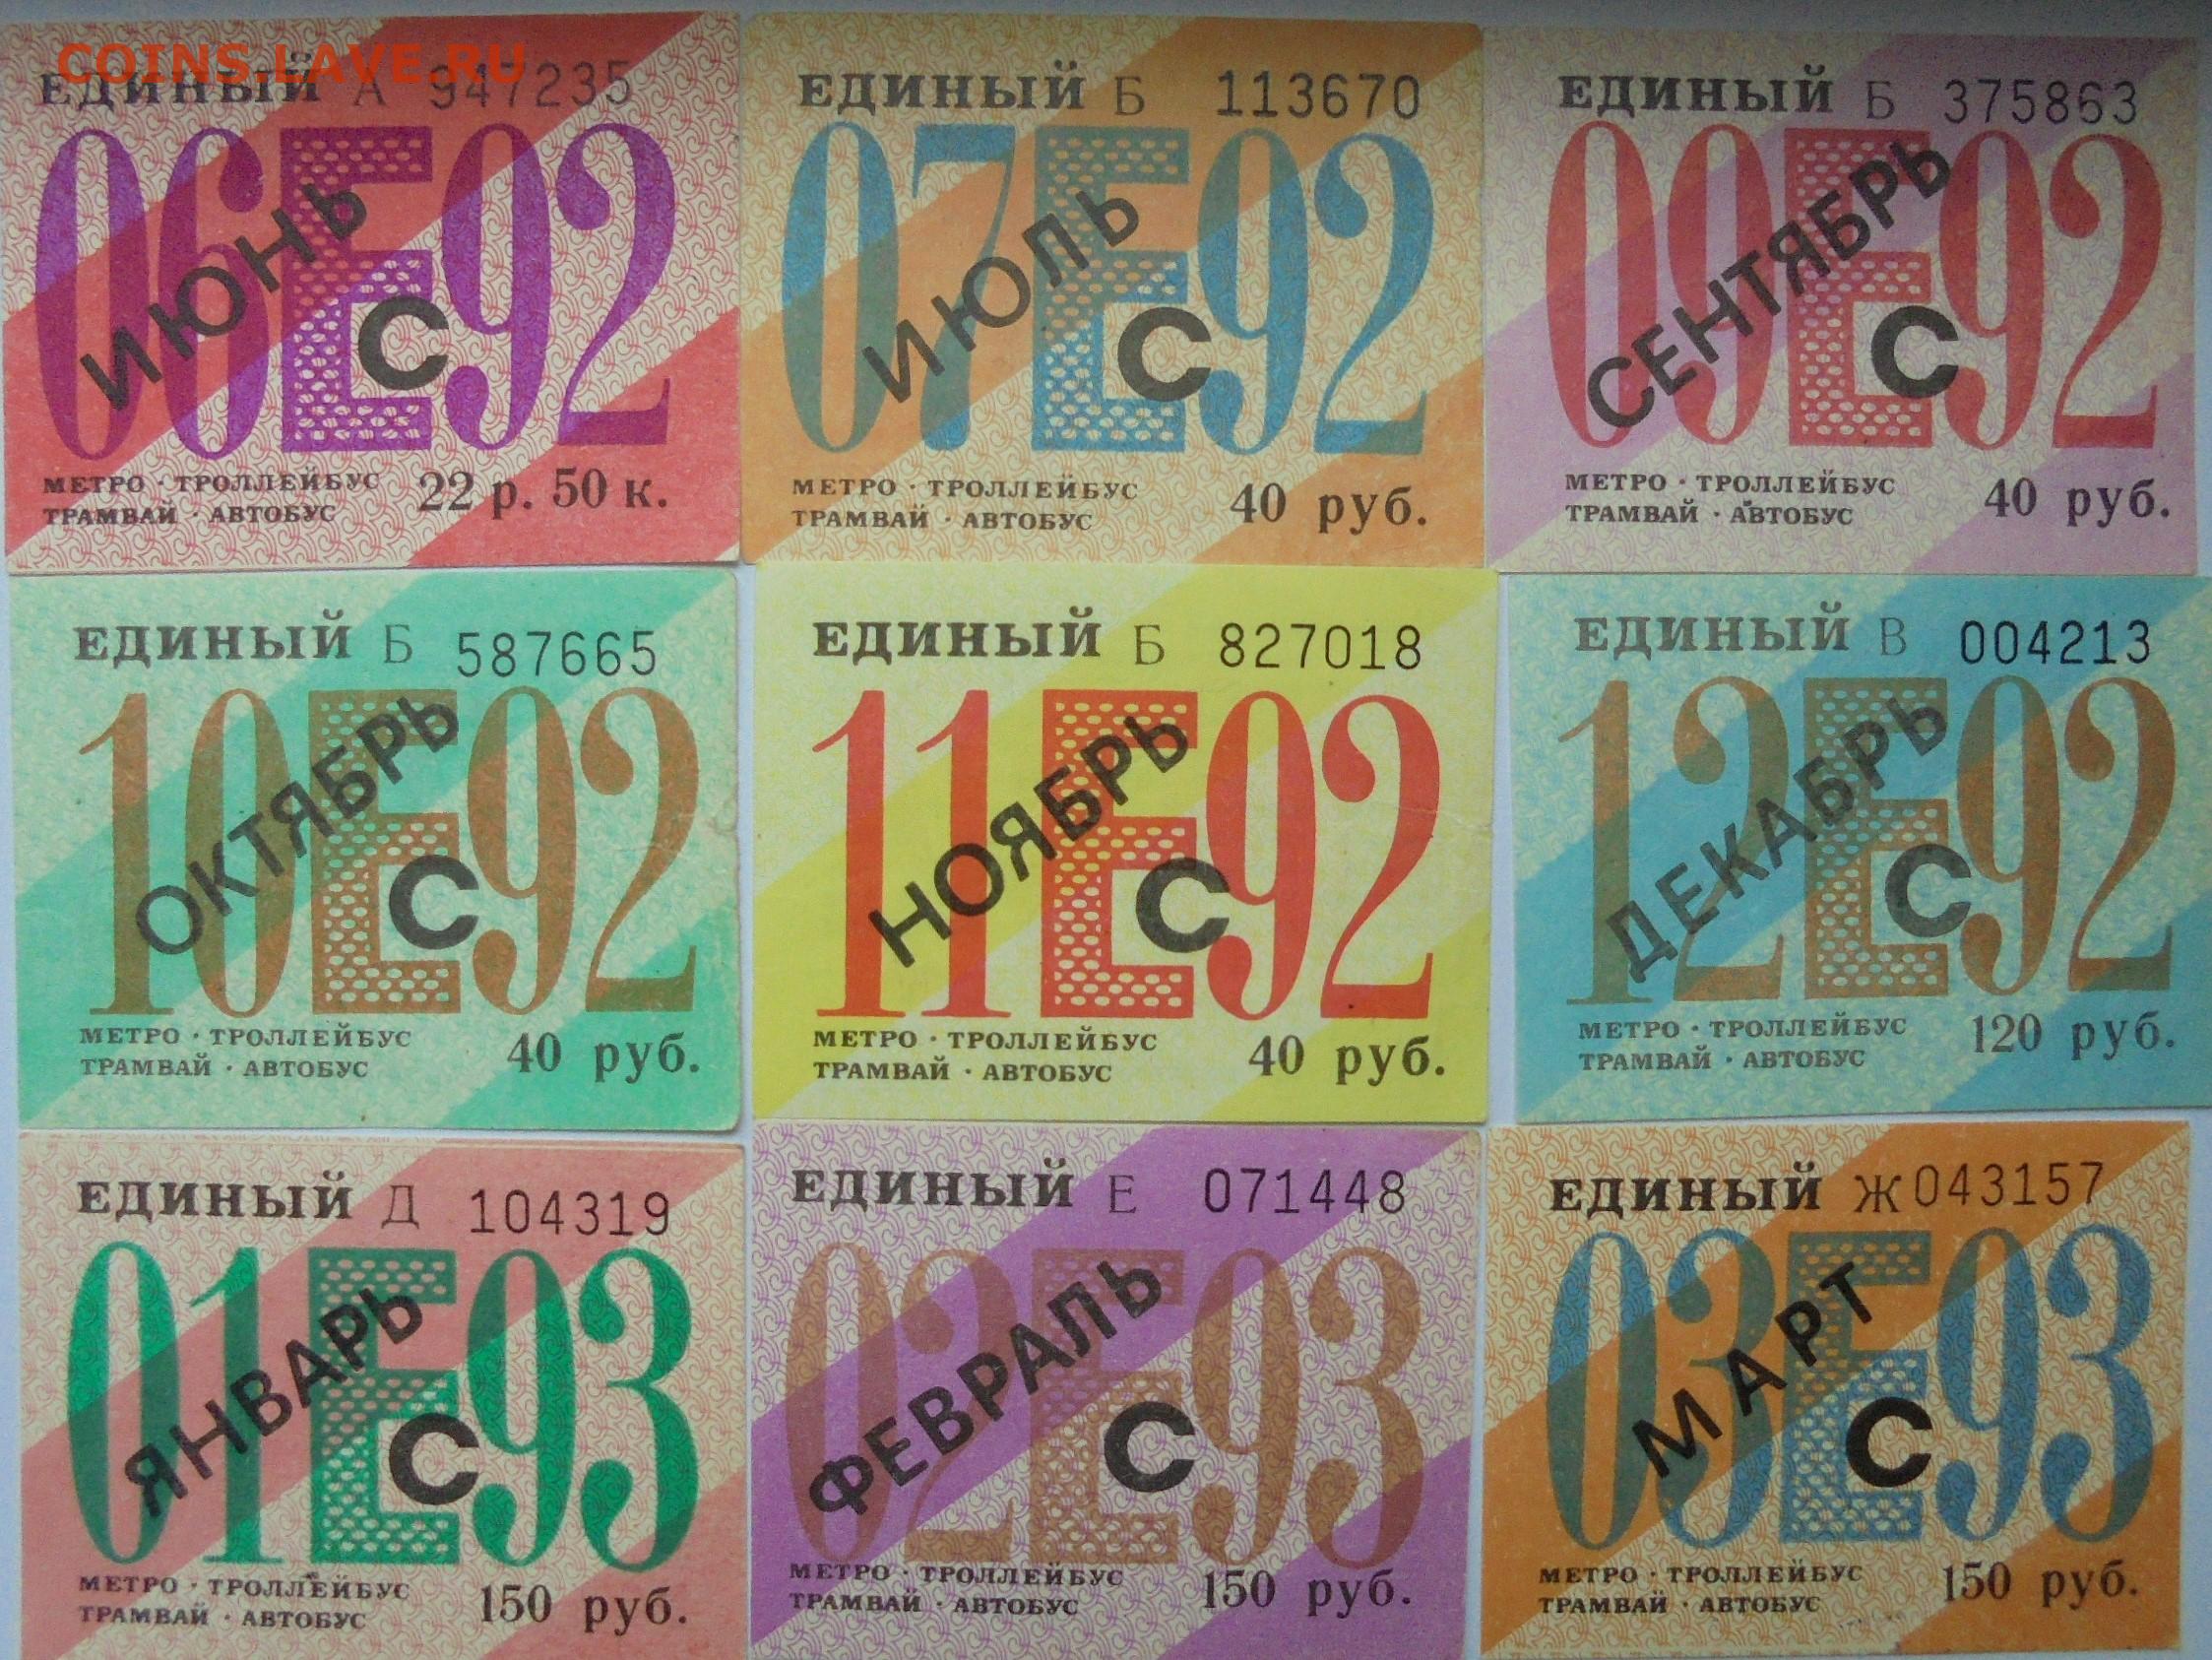 COINS.LAVE.RU
ЕДИНЫЙ А 947235
06Е92
ИЮНЬ
С
МЕТРО · ТРОЛЛЕЙБУС
ТРАМВАЙ · АВТОБУС
22 р. 50 к.
ЕДИНЫЙ Б 113670
07Е92
ИЮЛЬ
С
МЕТРО · ТРОЛЛЕЙБУС
ТРАМВАЙ · АВТОБУС
40 руб.
ЕДИНЫЙ Б 375863
09Е92
СЕНТЯБРЬ
С
МЕТРО · ТРОЛЛЕЙБУС
ТРАМВАЙ · АВТОБУС
40 руб.
ЕДИНЫЙ Б 587665
10Е92
ОКТЯБРЬ
С
МЕТРО · ТРОЛЛЕЙБУС
ТРАМВАЙ · АВТОБУС
40 руб.
ЕДИНЫЙ Б 827018
11Е92
НОЯБРЬ
С
МЕТРО · ТРОЛЛЕЙБУС
ТРАМВАЙ · АВТОБУС
40 руб.
ЕДИНЫЙ В 004213
12Е92
ДЕКАБРЬ
С
МЕТРО · ТРОЛЛЕЙБУС
ТРАМВАЙ · АВТОБУС
120 руб.
ЕДИНЫЙ Д 104319
01Е93
ЯНВАРЬ
С
МЕТРО · ТРОЛЛЕЙБУС
ТРАМВАЙ · АВТОБУС
150 руб.
ЕДИНЫЙ Е 071448
02Е93
ФЕВРАЛЬ
С
МЕТРО · ТРОЛЛЕЙБУС
ТРАМВАЙ · АВТОБУС
150 руб.
ЕДИНЫЙ Ж 043157
03Е93
МАРТ
С
МЕТРО · ТРОЛЛЕЙБУС
ТРАМВАЙ · АВТОБУС
150 руб.